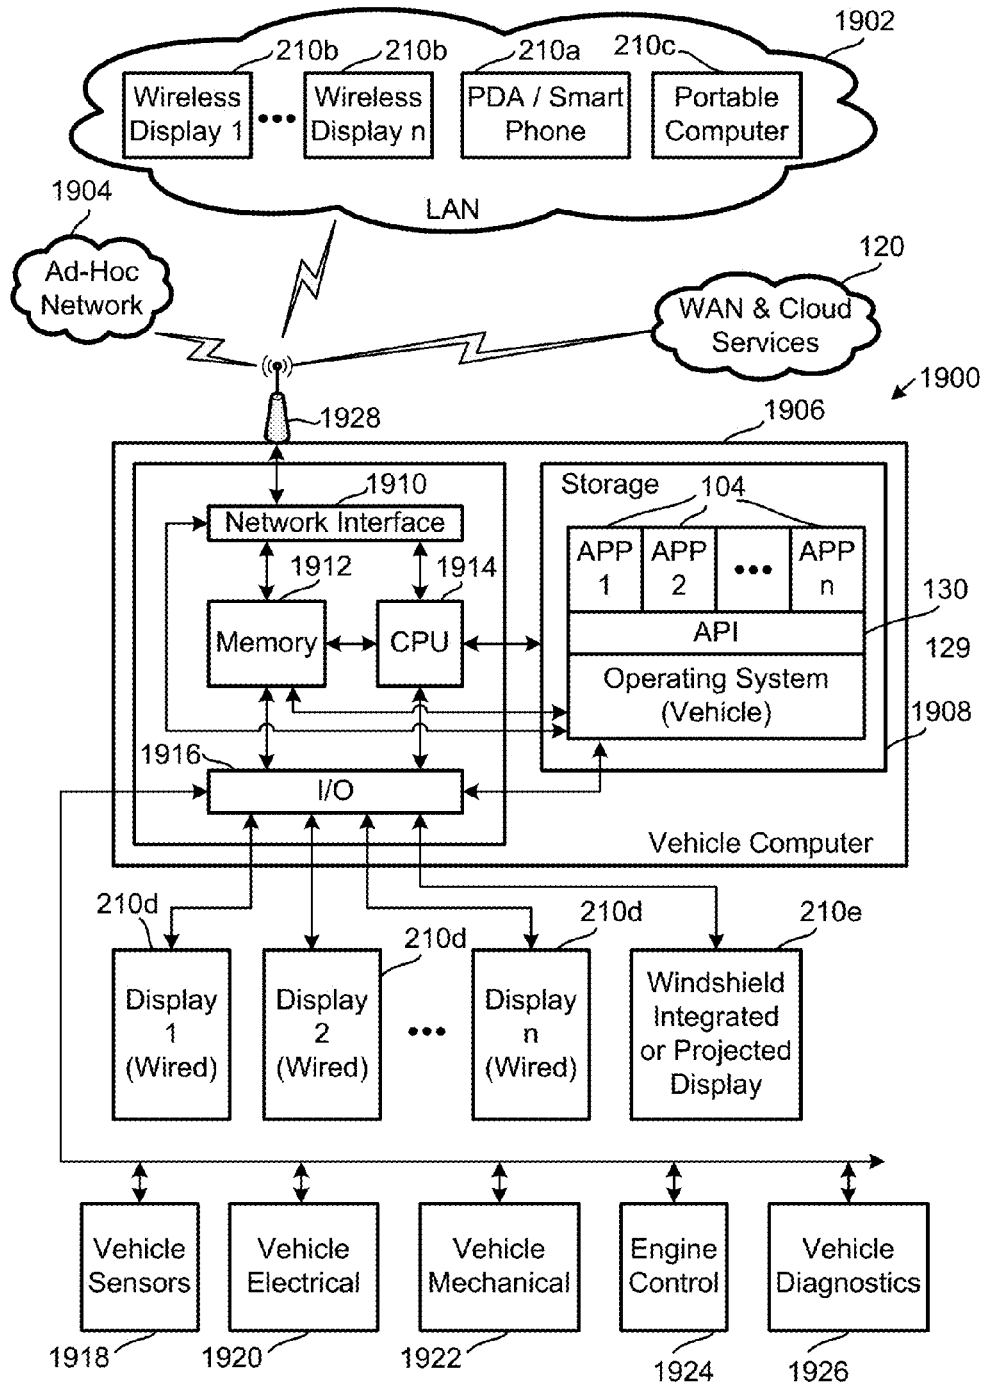 1902
210b
210b
210a
210c
Wireless
Display 1
Wireless
Display n
PDA / Smart
Phone
Portable
Computer
LAN
1904
Ad-Hoc
Network
120
WAN & Cloud
Services
1900
1928
1906
1910
Network Interface
Storage
104
APP
1
APP
2
APP
n
1912
1914
Memory
CPU
API
130
129
Operating System
(Vehicle)
1908
1916
I/O
Vehicle Computer
210d
210d
210d
210e
Display
1
(Wired)
Display
2
(Wired)
Display
n
(Wired)
Windshield
Integrated
or Projected
Display
Vehicle
Sensors
Vehicle
Electrical
Vehicle
Mechanical
Engine
Control
Vehicle
Diagnostics
1918
1920
1922
1924
1926